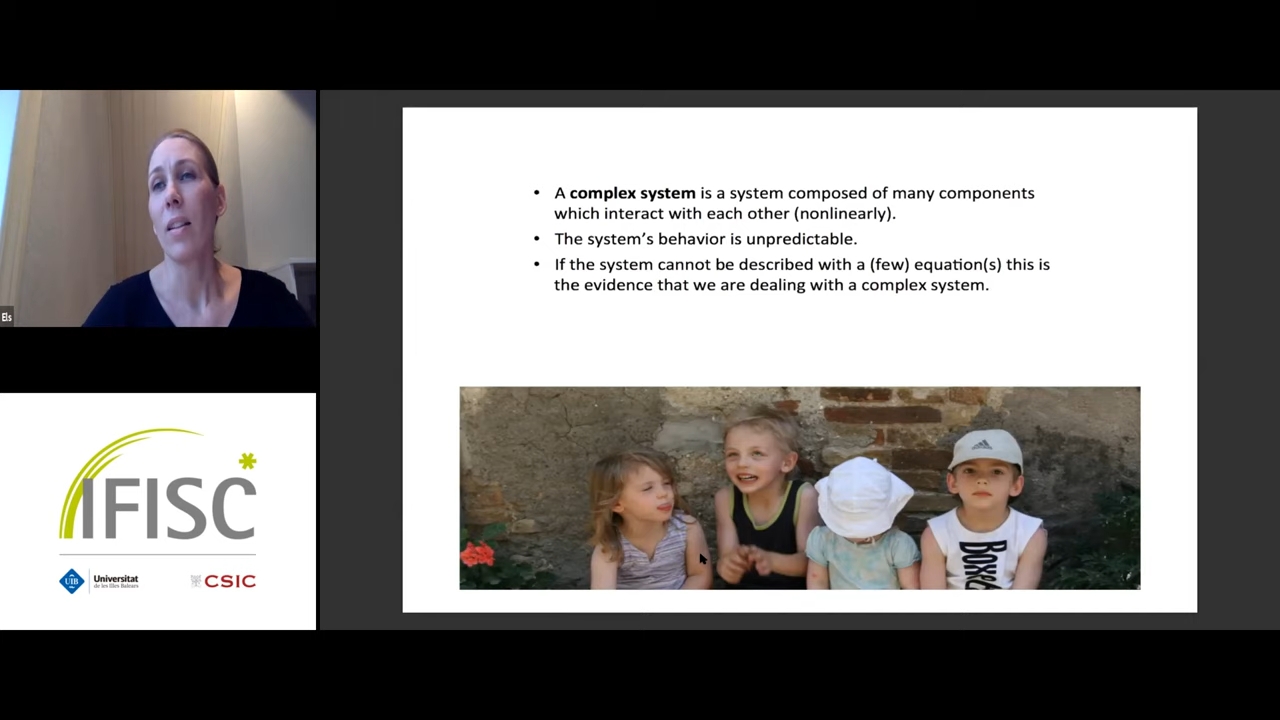 • A complex system is a system composed of many components
which interact with each other (nonlinearly).
• The system's behavior is unpredictable.
• If the system cannot be described with a (few) equation(s) this is
the evidence that we are dealing with a complex system.
Els
IFISC
UIB
Universitat
de les Illes Balears
CSIC